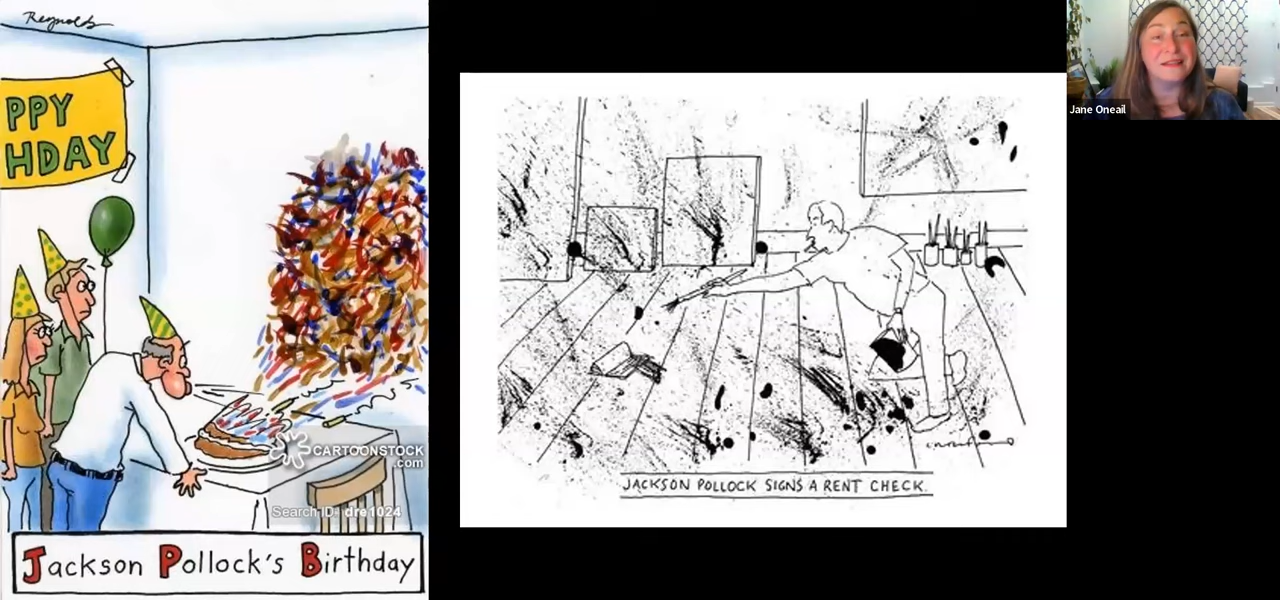 Reynolds
PPY
HDAY
CARTOONSTOCK
.com
Search ID: dre1024
Jackson Pollock's Birthday
JACKSON POLLOCK SIGNS A RENT CHECK.
Jane Oneail